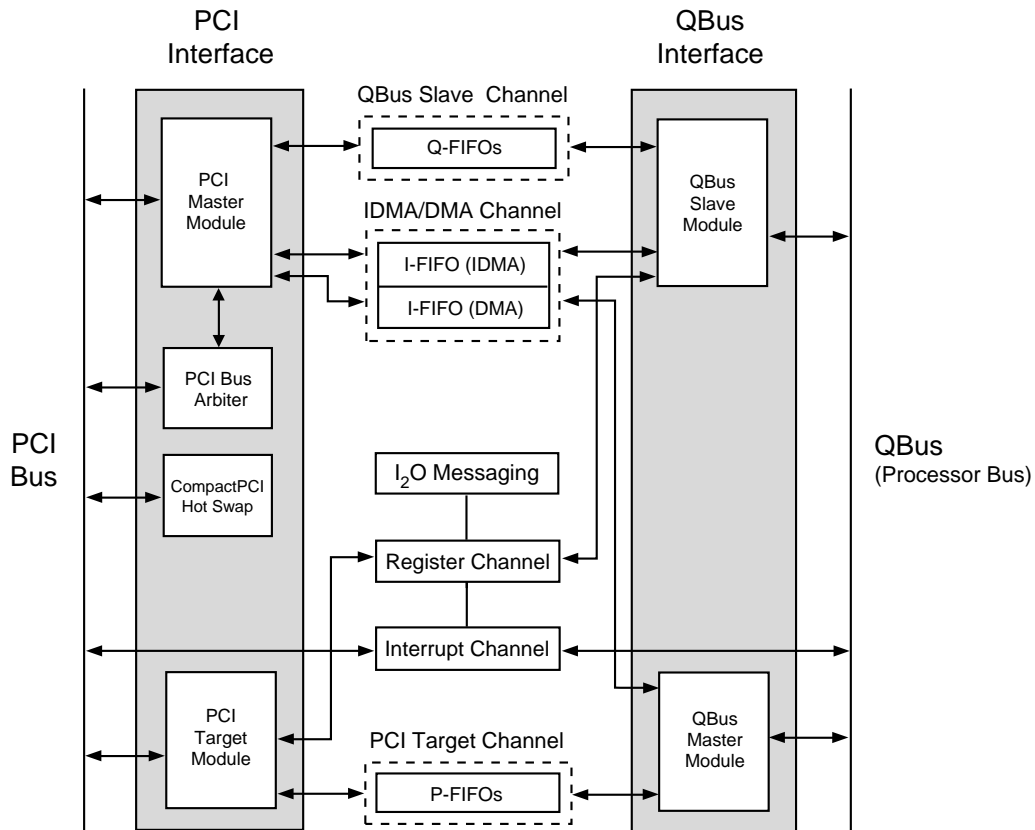 PCI
Interface
QBus
Interface
QBus Slave Channel
Q-FIFOs
PCI
Master
Module
QBus
Slave
Module
IDMA/DMA Channel
I-FIFO (IDMA)
I-FIFO (DMA)
PCI Bus
Arbiter
PCI
Bus
QBus
(Processor Bus)
CompactPCI
Hot Swap
I2O Messaging
Register Channel
Interrupt Channel
PCI
Target
Module
QBus
Master
Module
PCI Target Channel
P-FIFOs